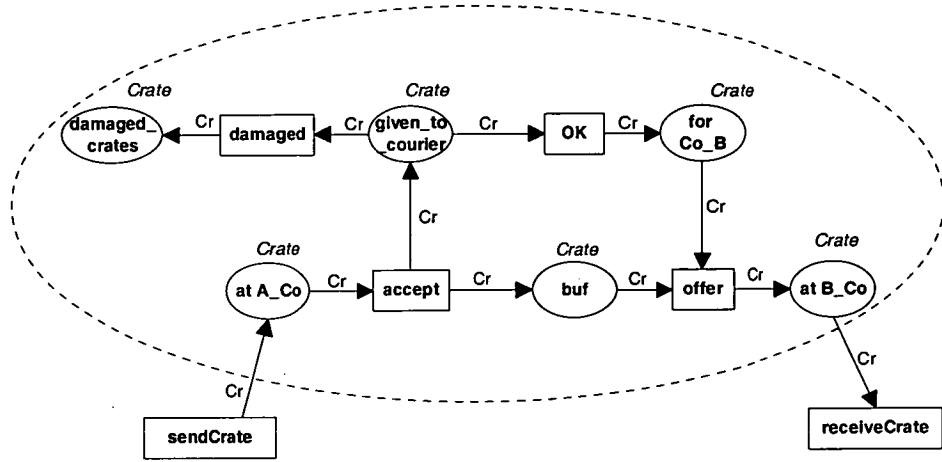 Crate
Crate
Crate
damaged_
crates
Cr
damaged
Cr
given_to
_courier
Cr
OK
Cr
for
Co_B
Cr
Cr
Crate
Crate
Crate
at A_Co
Cr
accept
Cr
buf
Cr
offer
Cr
at B_Co
Cr
Cr
sendCrate
receiveCrate